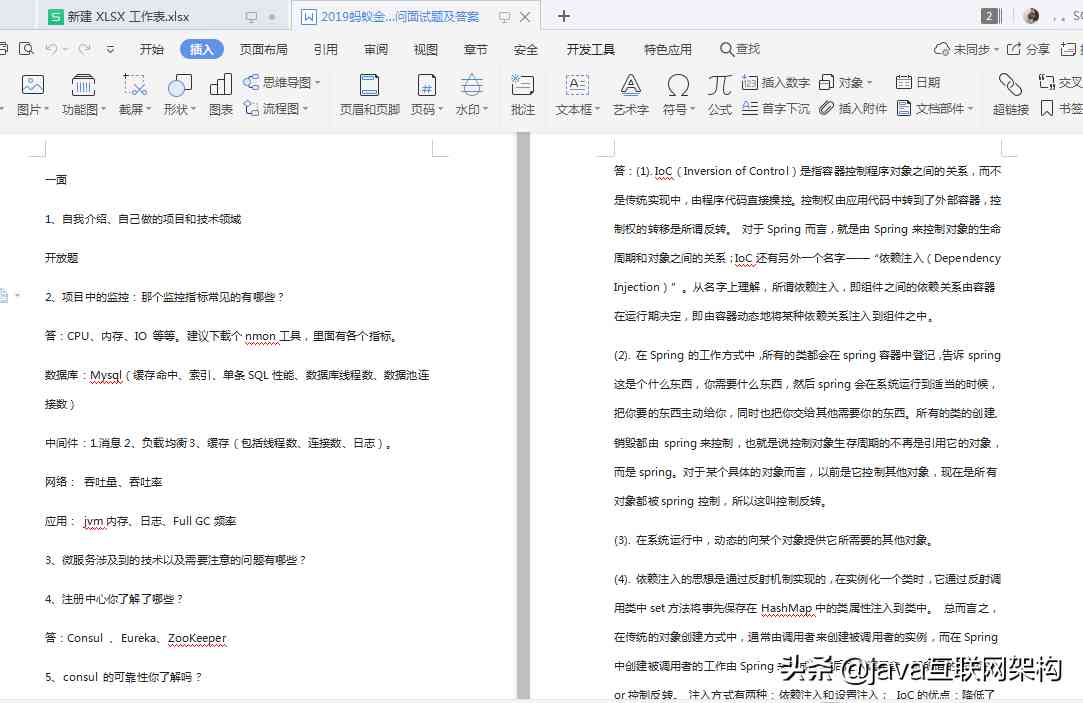 新建 XLSX 工作表.xlsx
2019蚂蚁金...问面试题及答案
2
开始 插入 页面布局 引用 审阅 视图 章节 安全 开发工具 特色应用 查找 未同步 分享
图片 功能图 截屏 形状 图表 思维导图 流程图 页眉和页脚 页码 水印 批注 文本框 艺术字 符号 公式 插入数字 首字下沉 对象 插入附件 日期 文档部件 超链接 交叉 书签
一面
1、自我介绍、自己做的项目和技术领域
开放题
2、项目中的监控：那个监控指标常见的有哪些？
答：CPU、内存、IO 等等。建议下载个 nmon 工具，里面有各个指标。
数据库：Mysql（缓存命中、索引、单条 SQL 性能、数据库线程数、数据池连
接数）
中间件：1.消息 2、负载均衡 3、缓存（包括线程数、连接数、日志）。
网络： 吞吐量、吞吐率
应用： jvm 内存、日志、Full GC 频率
3、微服务涉及到的技术以及需要注意的问题有哪些？
4、注册中心你了解了哪些？
答：Consul 、Eureka、ZooKeeper
5、consul 的可靠性你了解吗？
答：(1). IoC（Inversion of Control）是指容器控制程序对象之间的关系，而不
是传统实现中，由程序代码直接操控。控制权由应用代码中转到了外部容器，控
制权的转移是所谓反转。 对于 Spring 而言，就是由 Spring 来控制对象的生命
周期和对象之间的关系；IoC 还有另外一个名字——“依赖注入（Dependency
Injection）”。从名字上理解，所谓依赖注入，即组件之间的依赖关系由容器
在运行期决定，即由容器动态地将某种依赖关系注入到组件之中。
(2). 在 Spring 的工作方式中，所有的类都会在 spring 容器中登记，告诉 spring
这是个什么东西，你需要什么东西，然后 spring 会在系统运行到适当的时候，
把你要的东西主动给你，同时也把你交给其他需要你的东西。所有的类的创建、
销毁都由 spring 来控制，也就是说控制对象生存周期的不再是引用它的对象，
而是 spring。对于某个具体的对象而言，以前是它控制其他对象，现在是所有
对象都被 spring 控制，所以这叫控制反转。
(3). 在系统运行中，动态的向某个对象提供它所需要的其他对象。
(4). 依赖注入的思想是通过反射机制实现的，在实例化一个类时，它通过反射调
用类中 set 方法将事先保存在 HashMap 中的类属性注入到类中。 总而言之，
在传统的对象创建方式中，通常由调用者来创建被调用者的实例，而在 Spring
中创建被调用者的工作由 Spring
or 控制反转。 注入方式有两种：依赖注入和设置注入； IoC 的优点：降低了
头条 @java互联网架构